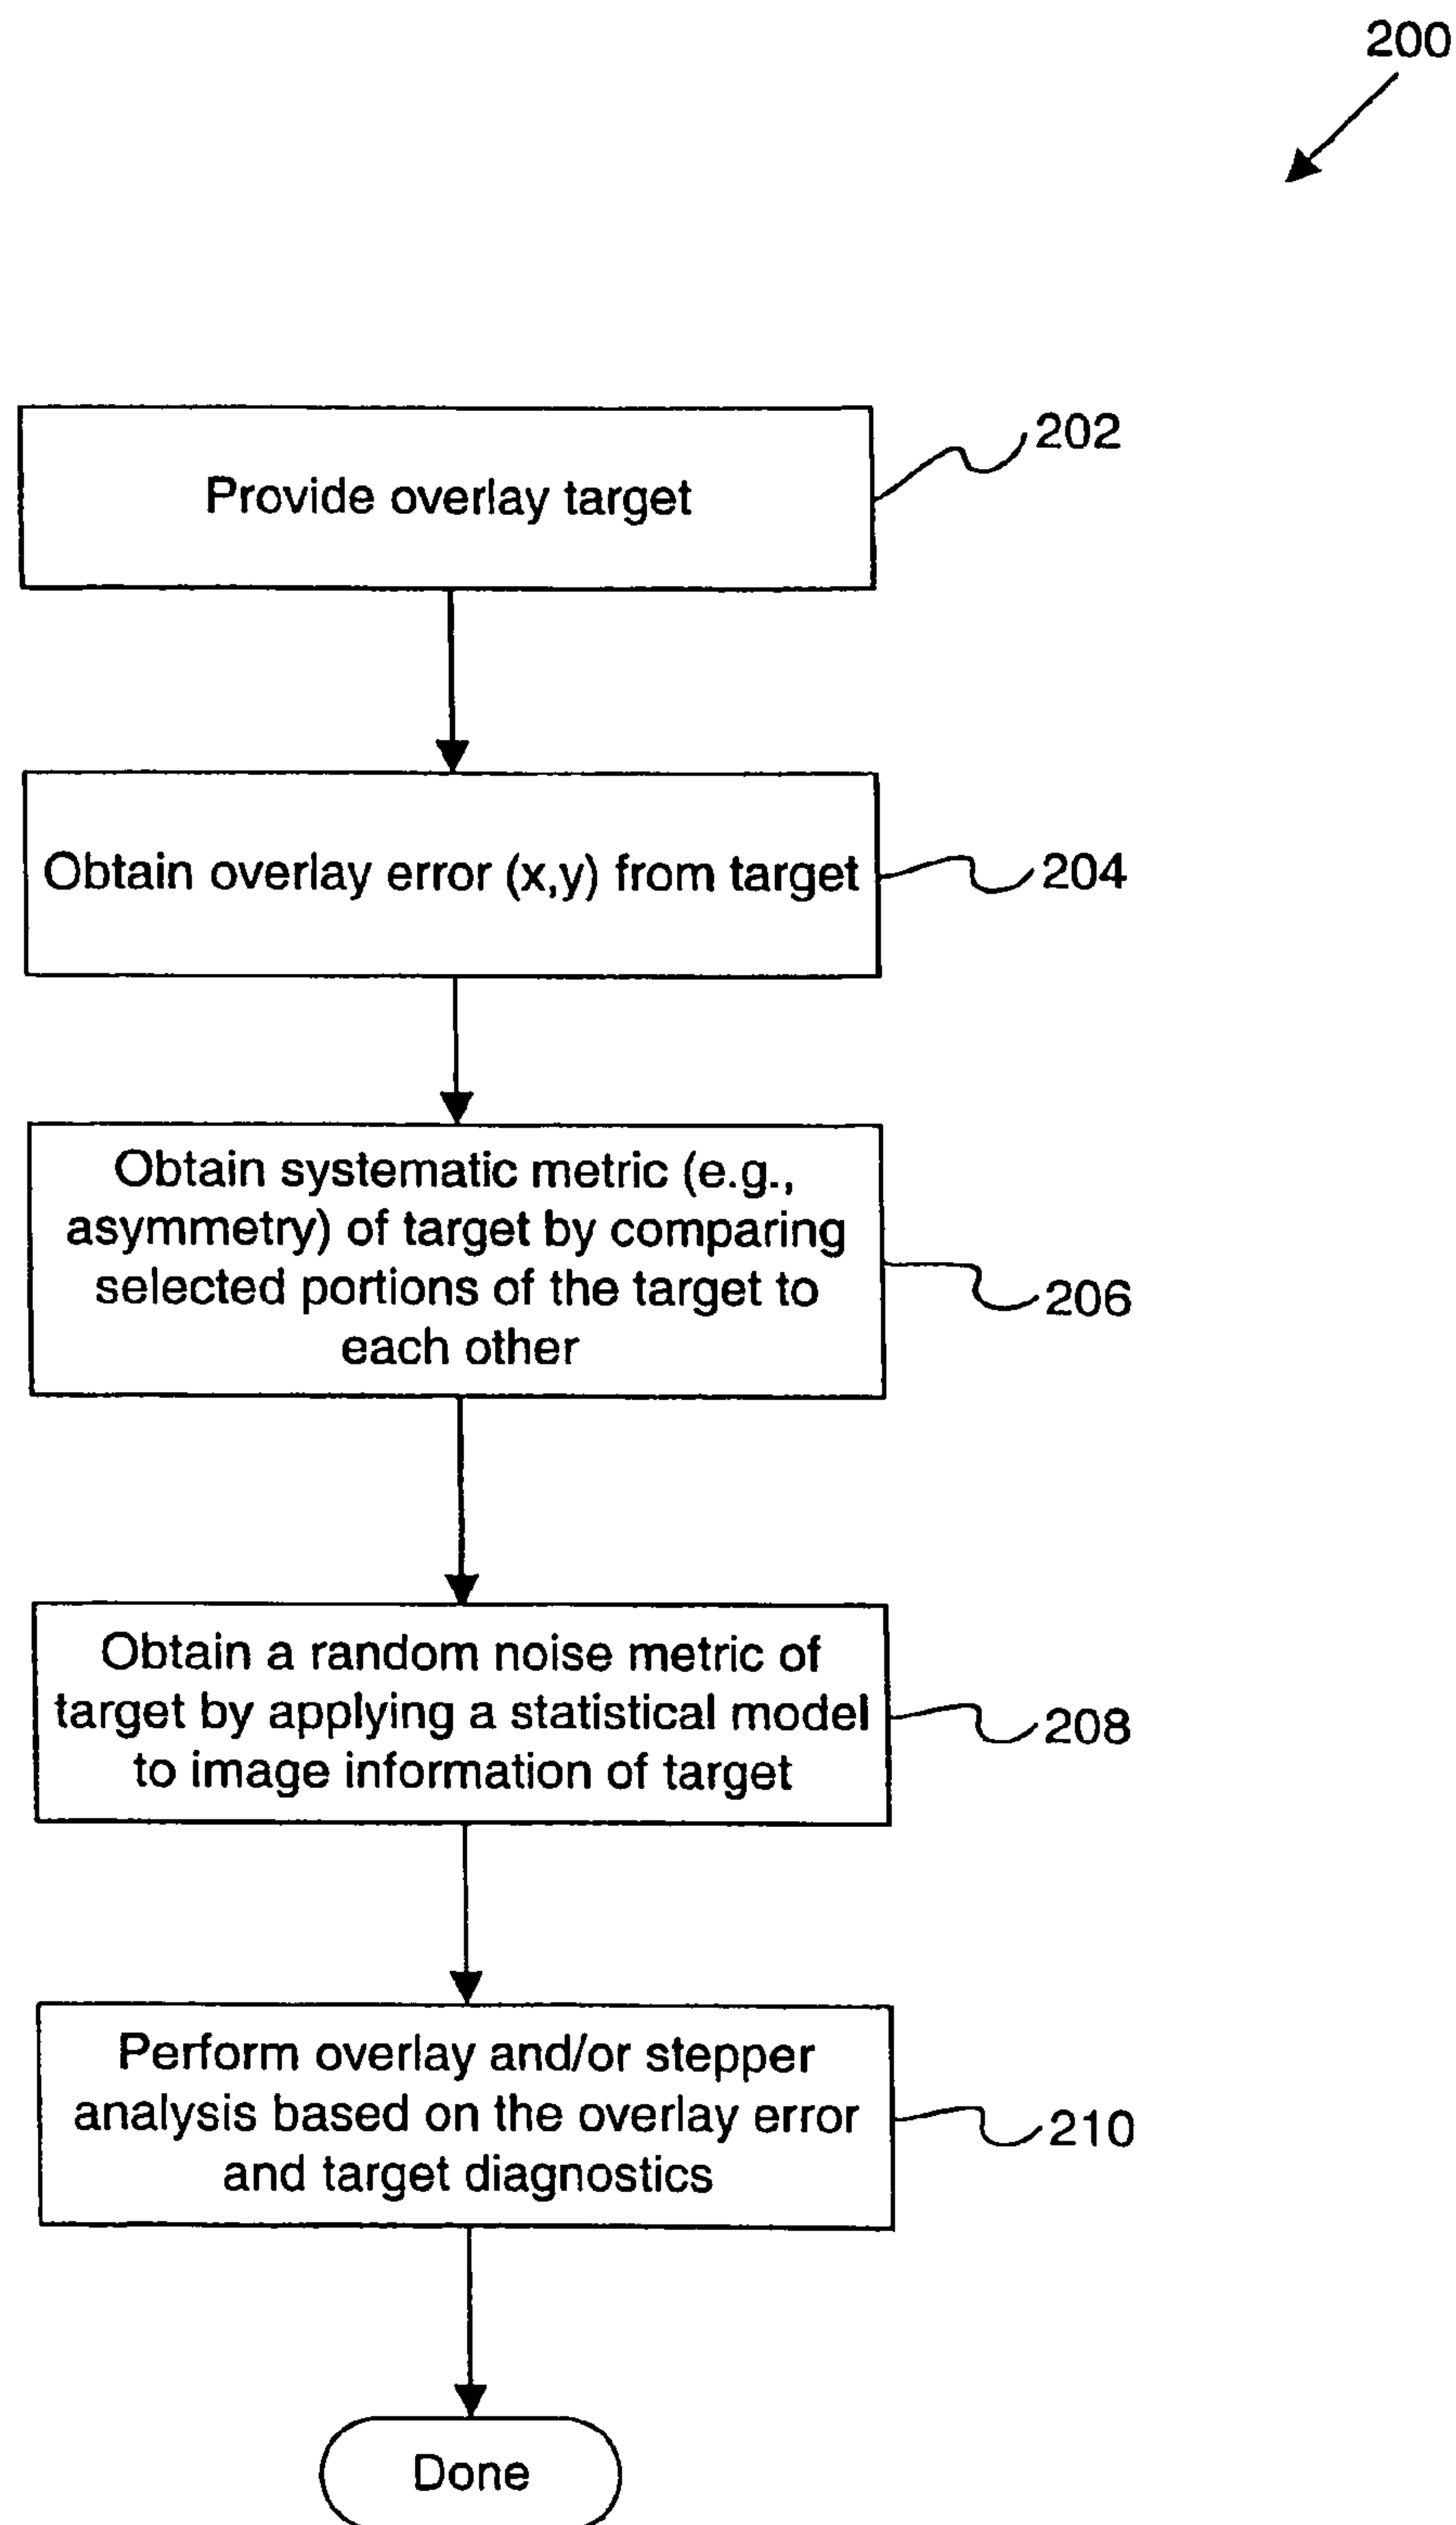 200
Provide overlay target
202
Obtain overlay error (x,y) from target
204
Obtain systematic metric (e.g.,
asymmetry) of target by comparing
selected portions of the target to
each other
206
Obtain a random noise metric of
target by applying a statistical model
to image information of target
208
Perform overlay and/or stepper
analysis based on the overlay error
and target diagnostics
210
Done